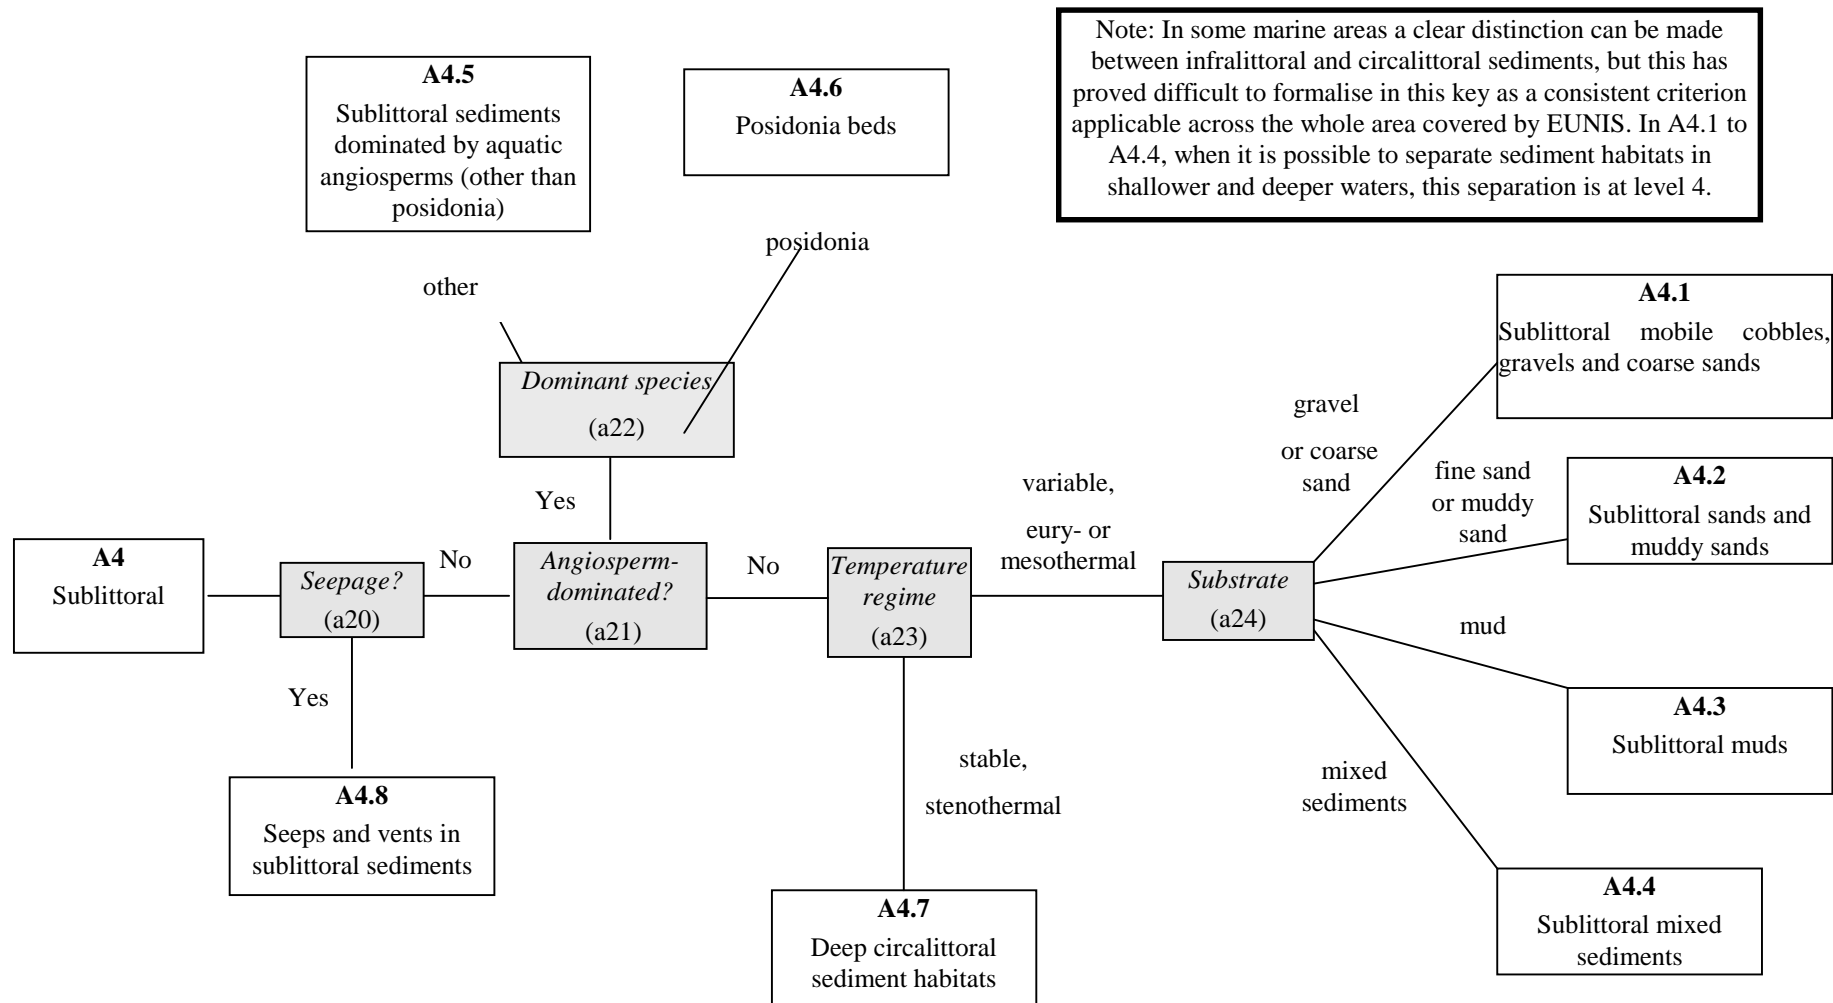 Note: In some marine areas a clear distinction can be made
between infralittoral and circalittoral sediments, but this has
proved difficult to formalise in this key as a consistent criterion
applicable across the whole area covered by EUNIS. In A4.1 to
A4.4, when it is possible to separate sediment habitats in
shallower and deeper waters, this separation is at level 4.
A4.5
Sublittoral sediments
dominated by aquatic
angiosperms (other than
posidonia)
A4.6
Posidonia beds
posidonia
other
Dominant species
(a22)
Yes
A4
Sublittoral
Seepage?
(a20)
No
Angiosperm-
dominated?
(a21)
No
Temperature
regime
(a23)
variable,
eury- or
mesothermal
Substrate
(a24)
gravel
or coarse
sand
A4.1
Sublittoral mobile cobbles,
gravels and coarse sands
fine sand
or muddy
sand
A4.2
Sublittoral sands and
muddy sands
mud
A4.3
Sublittoral muds
mixed
sediments
A4.4
Sublittoral mixed
sediments
Yes
A4.8
Seeps and vents in
sublittoral sediments
stable,
stenothermal
A4.7
Deep circalittoral
sediment habitats